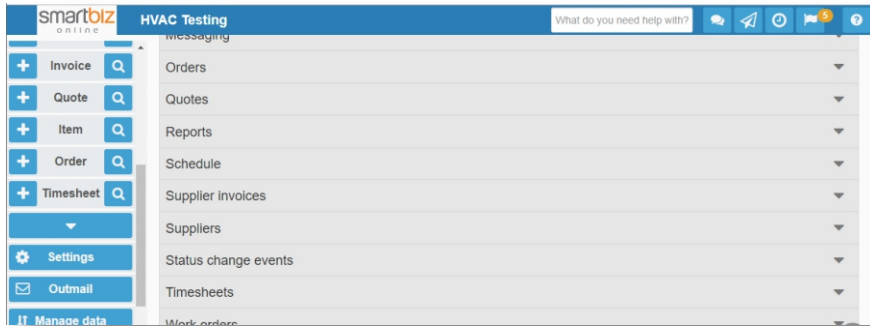 smartbiz
online
HVAC Testing
What do you need help with?
5
Messaging
Invoice
Orders
Quote
Quotes
Item
Reports
Order
Schedule
Timesheet
Supplier invoices
Suppliers
Settings
Status change events
Outmail
Timesheets
Manage data
Work orders